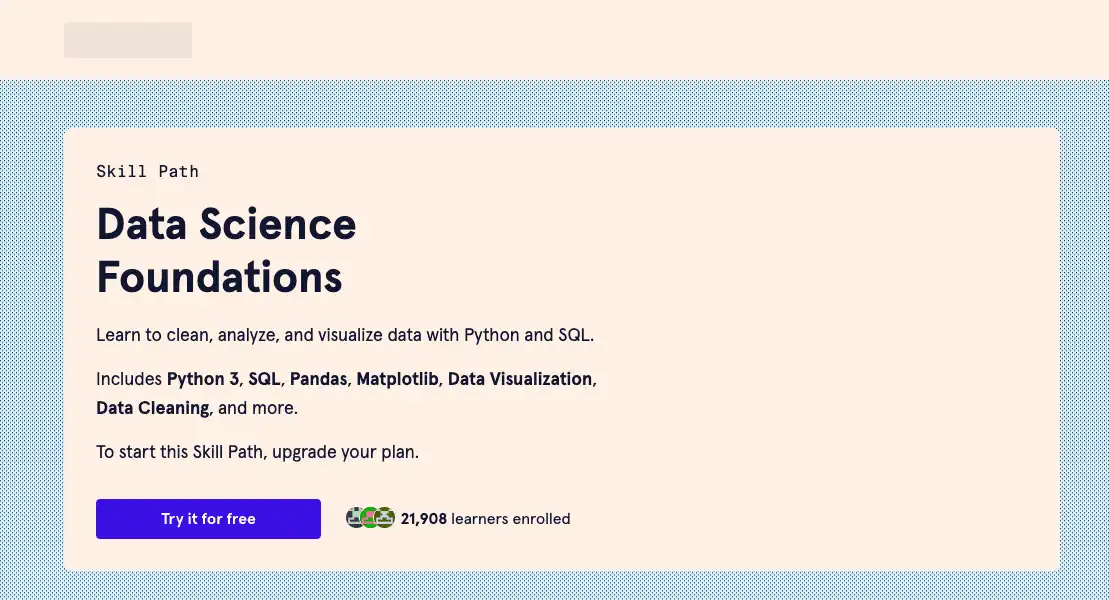 Skill Path
Data Science
Foundations
Learn to clean, analyze, and visualize data with Python and SQL.
Includes Python 3, SQL, Pandas, Matplotlib, Data Visualization,
Data Cleaning, and more.
To start this Skill Path, upgrade your plan.
Try it for free
21,908 learners enrolled